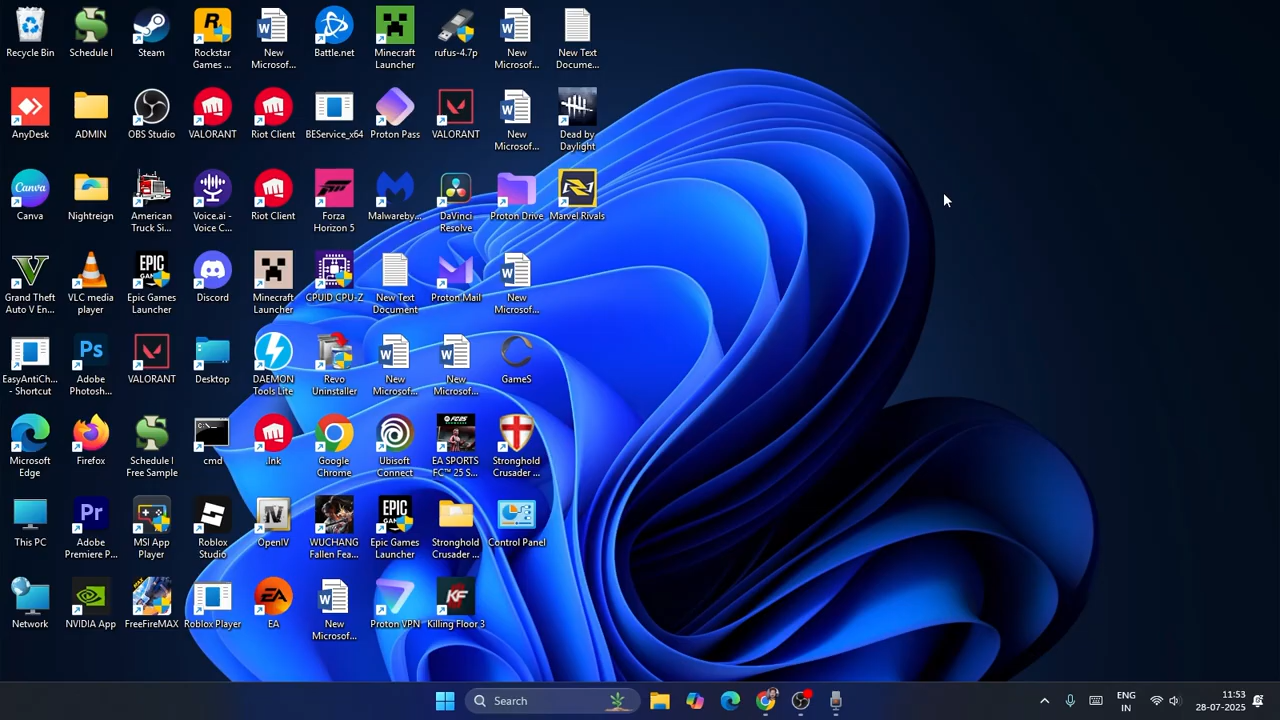 Recycle Bin
Schedule I
Steam
Rockstar
Games ...
New
Microsof...
Battle.net
Minecraft
Launcher
rufus-4.7p
New
Microsof...
New Text
Docume...
AnyDesk
ADMIN
OBS Studio
VALORANT
Riot Client
BEService_x64
Proton Pass
VALORANT
New
Microsof...
Dead by
Daylight
Canva
Nightreign
American
Truck Si...
Voice.ai -
Voice C...
Riot Client
Forza
Horizon 5
Malwareby...
DaVinci
Resolve
Proton Drive
Marvel Rivals
Grand Theft
Auto V En...
VLC media
player
Epic Games
Launcher
Discord
Minecraft
Launcher
CPUID CPU-Z
New Text
Document
Proton Mail
New
Microsof...
EasyAntiCh...
- Shortcut
Adobe
Photosh...
VALORANT
Desktop
DAEMON
Tools Lite
Revo
Uninstaller
New
Microsof...
New
Microsof...
GameS
Microsoft
Edge
Firefox
Schedule I
Free Sample
cmd
.lnk
Google
Chrome
Ubisoft
Connect
EA SPORTS
FC™ 25 S...
Stronghold
Crusader ...
This PC
Adobe
Premiere P...
MSI App
Player
Roblox
Studio
OpenIV
WUCHANG
Fallen Fea...
Epic Games
Launcher
Stronghold
Crusader ...
Control Panel
Network
NVIDIA App
FreeFireMAX
Roblox Player
EA
New
Microsof...
Proton VPN
Killing Floor 3
Search
ENG
IN
11:53
28-07-2025